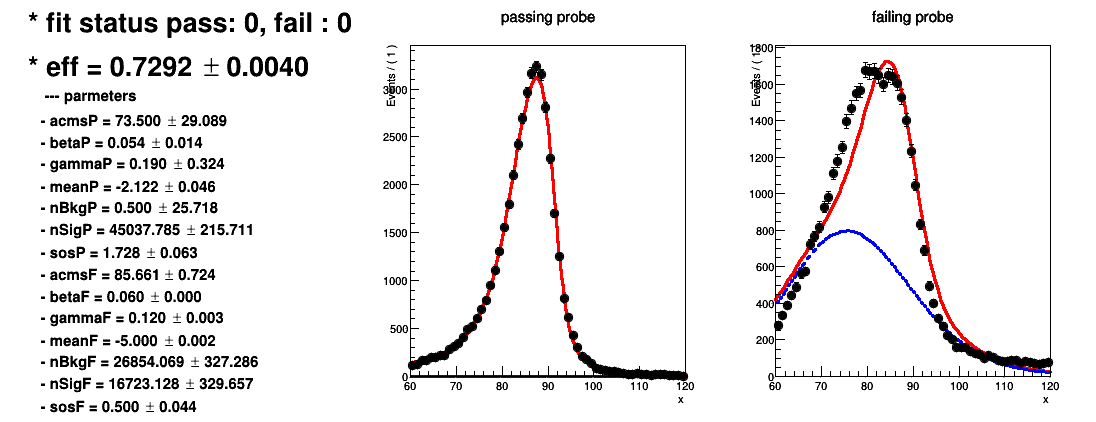 * fit status pass: 0, fail : 0
* eff = 0.7292 ± 0.0040
--- parmeters
- acmsP = 73.500 ± 29.089
- betaP = 0.054 ± 0.014
- gammaP = 0.190 ± 0.324
- meanP = -2.122 ± 0.046
- nBkgP = 0.500 ± 25.718
- nSigP = 45037.785 ± 215.711
- sosP = 1.728 ± 0.063
- acmsF = 85.661 ± 0.724
- betaF = 0.060 ± 0.000
- gammaF = 0.120 ± 0.003
- meanF = -5.000 ± 0.002
- nBkgF = 26854.069 ± 327.286
- nSigF = 16723.128 ± 329.657
- sosF = 0.500 ± 0.044
passing probe
Events / ( 1 )
3000
2500
2000
1500
1000
500
0
60 70 80 90 100 110 120
x
failing probe
Events / ( 1 )
1800
1600
1400
1200
1000
800
600
400
200
0
60 70 80 90 100 110 120
x